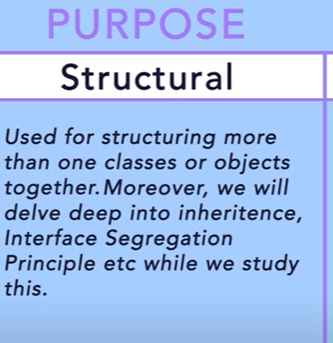 PURPOSE
Structural
Used for structuring more
than one classes or objects
together. Moreover, we will
delve deep into inheritence,
Interface Segregation
Principle etc while we study
this.